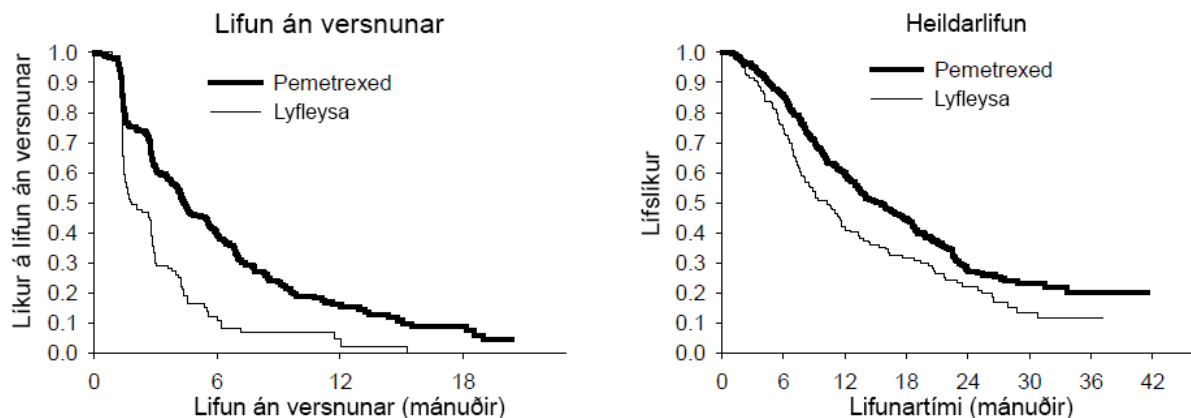 Lifun án versnunar
Líkur á lifun án versnunar
1.0
0.9
0.8
0.7
0.6
0.5
0.4
0.3
0.2
0.1
0.0
Pemetrexed
Lyfleysa
0 6 12 18
Lifun án versnunar (mánuðir)
Heildarlifun
Lífslíkur
1.0
0.9
0.8
0.7
0.6
0.5
0.4
0.3
0.2
0.1
0.0
Pemetrexed
Lyfleysa
0 6 12 18 24 30 36 42
Lifunartími (mánuðir)